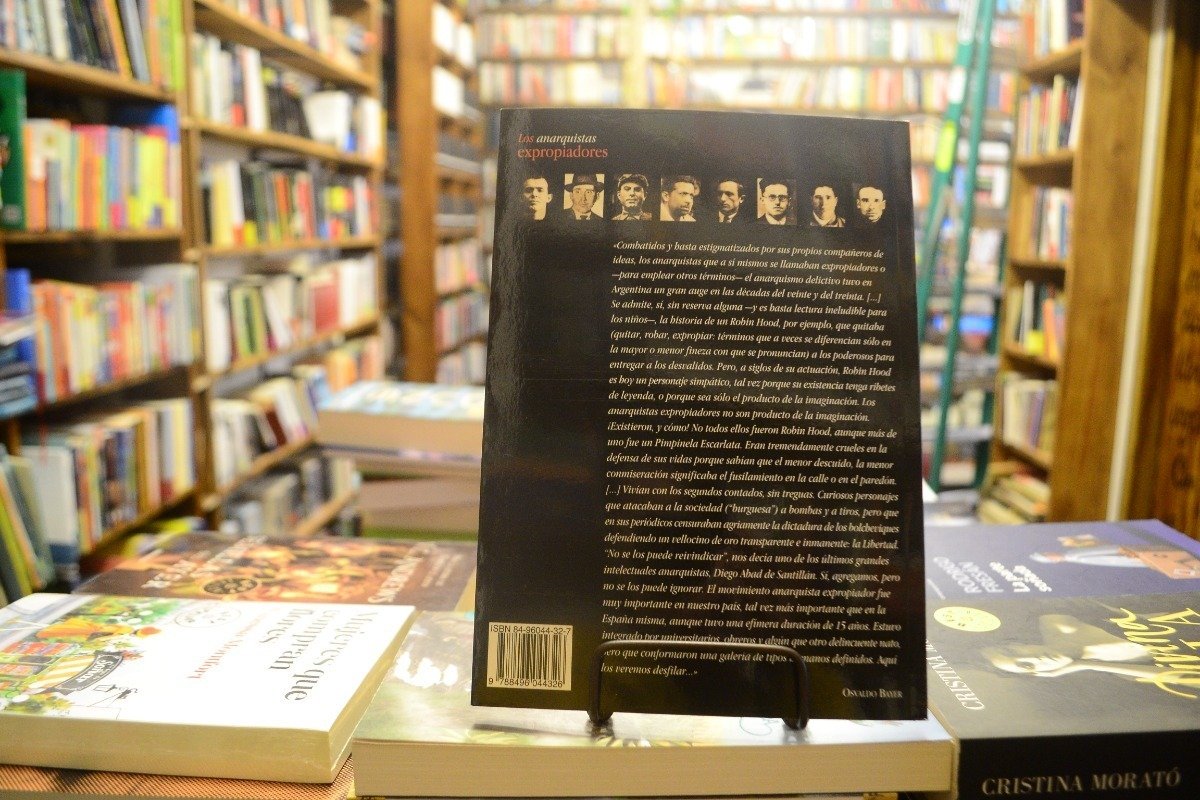 Los anarquistas
expropiadores
«Combatidos y hasta estigmatizados por sus propios compañeros de
ideas, los anarquistas que a sí mismos se llamaban expropiadores o
—para emplear otros términos— el anarquismo delictivo tuvo en
Argentina un gran auge en las décadas del veinte y del treinta. [...]
Se admite, sí, sin reserva alguna —y es hasta lectura ineludible para
los niños—, la historia de un Robin Hood, por ejemplo, que quitaba
(quitar, robar, expropiar: términos que a veces se diferencian sólo en
la mayor o menor fineza con que se pronuncian) a los poderosos para
entregar a los desvalidos. Pero, a siglos de su actuación, Robin Hood
es hoy un personaje simpático, tal vez porque su existencia tenga ribetes
de leyenda, o porque sea sólo el producto de la imaginación. Los
anarquistas expropiadores no son producto de la imaginación.
¡Existieron, y cómo! No todos ellos fueron Robin Hood, aunque más de
uno fue un Pimpinela Escarlata. Eran tremendamente crueles en la
defensa de sus vidas porque sabían que el menor descuido, la menor
conmiseración significaba el fusilamiento en la calle o en el paredón.
[...] Vivían con los segundos contados, sin treguas. Curiosos personajes
que atacaban a la sociedad ("burguesa") a bombas y a tiros, pero que
en sus periódicos censuraban agriamente la dictadura de los bolcheviques
defendiendo un vellocino de oro transparente e inmanente: la Libertad.
"No se los puede reivindicar", nos decía uno de los últimos grandes
intelectuales anarquistas, Diego Abad de Santillán. Sí, agregamos, pero
no se los puede ignorar. El movimiento anarquista expropiador fue
muy importante en nuestro país, tal vez más importante que en la
España misma, aunque tuvo una efímera duración de 15 años. Estuvo
integrado por universitarios, obreros y algún que otro delincuente nato,
pero que conformaron una galería de tipos humanos definidos. Aquí
los veremos desfilar...»
OSVALDO BAYER
ISBN 84-96044-32-7
9 788496 044326
Mujeres que
compran
flores
RODRIGO
FRESÁN
La parte
soñada
Divina
CRISTINA
CRISTINA MORATÓ